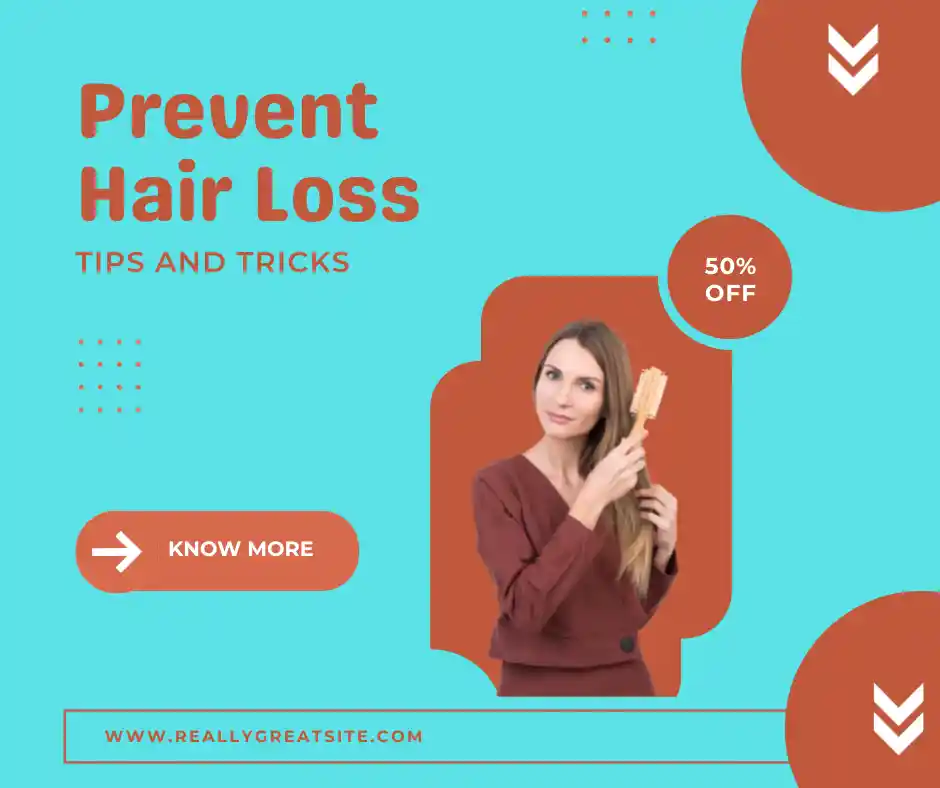 Prevent
Hair Loss
TIPS AND TRICKS
50%
OFF
KNOW MORE
WWW.REALLYGREATSITE.COM